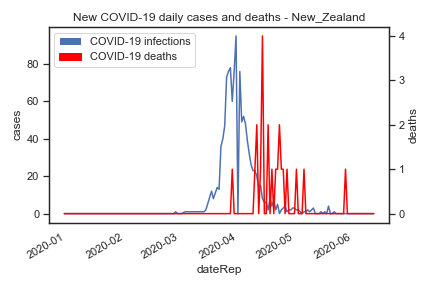 New COVID-19 daily cases and deaths - New_Zealand
COVID-19 infections
COVID-19 deaths
80
60
40
20
0
cases
4
3
2
1
0
deaths
2020-01
2020-02
2020-03
2020-04
2020-05
2020-06
dateRep